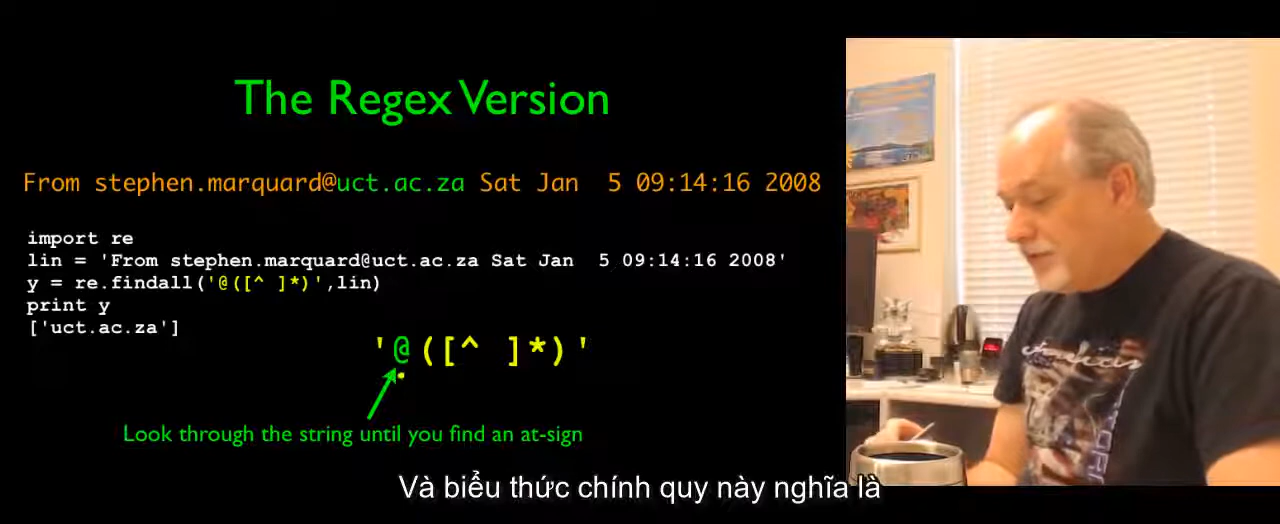 The Regex Version
From stephen.marquard@uct.ac.za Sat Jan  5 09:14:16 2008
import re
lin = 'From stephen.marquard@uct.ac.za Sat Jan  5 09:14:16 2008'
y = re.findall('@([^ ]*)',lin)
print y
['uct.ac.za']
'@([^ ]*)'
Look through the string until you find an at-sign
Và biểu thức chính quy này nghĩa là